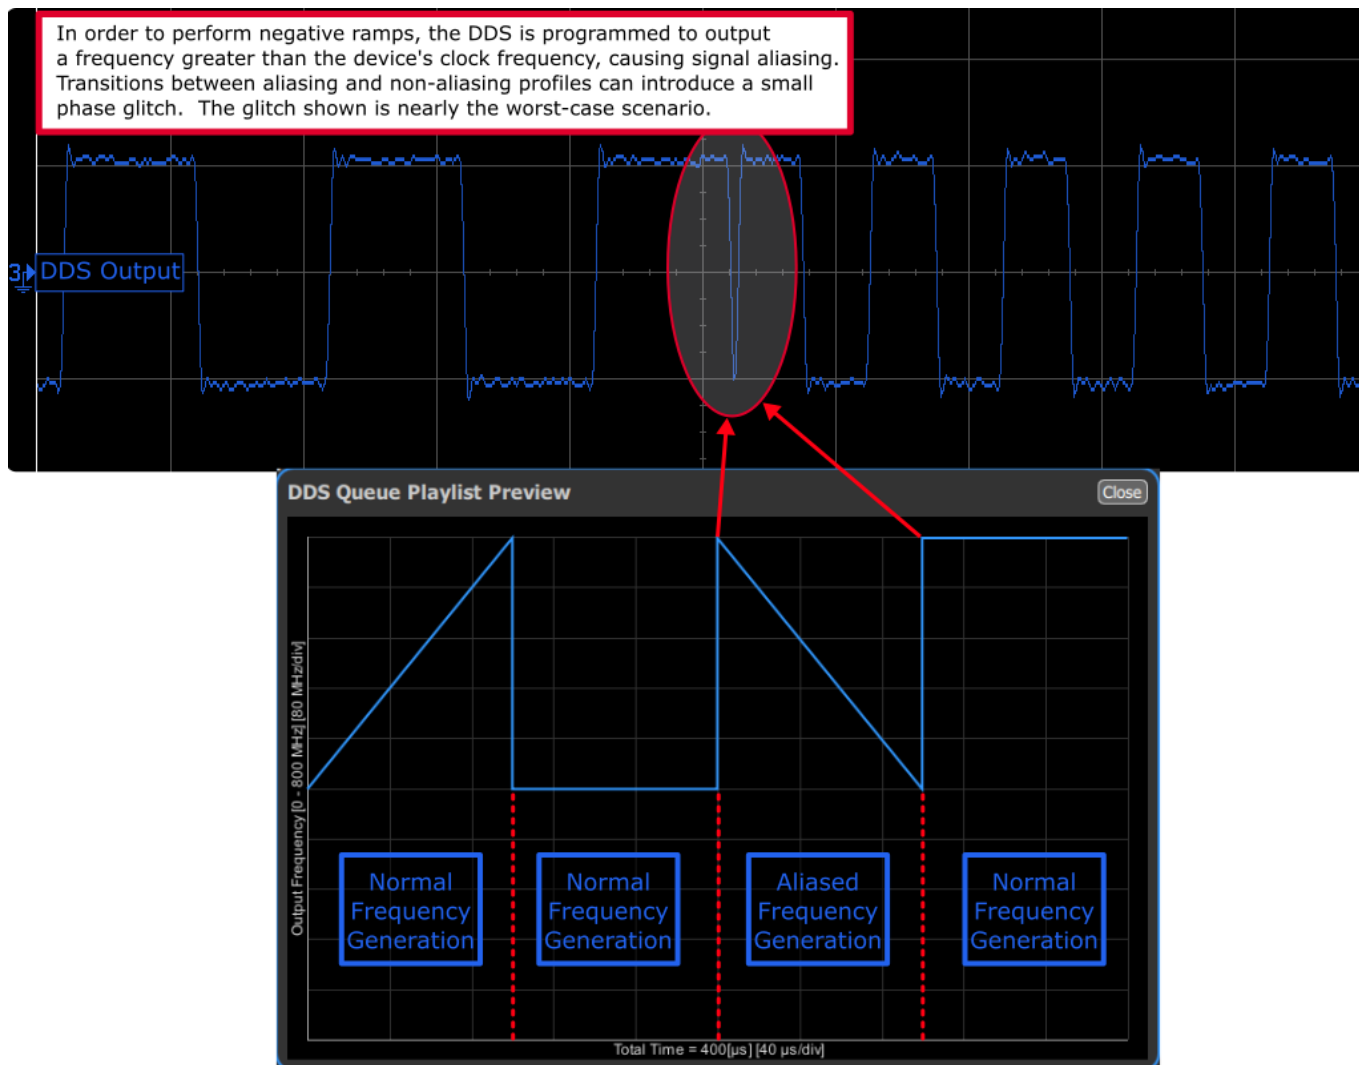 In order to perform negative ramps, the DDS is programmed to output
a frequency greater than the device's clock frequency, causing signal aliasing.
Transitions between aliasing and non-aliasing profiles can introduce a small
phase glitch.  The glitch shown is nearly the worst-case scenario.
3
DDS Output
DDS Queue Playlist Preview
Close
Output Frequency [0 - 800 MHz] [80 MHz/div]
Normal
Frequency
Generation
Normal
Frequency
Generation
Aliased
Frequency
Generation
Normal
Frequency
Generation
Total Time = 400[µs] [40 µs/div]